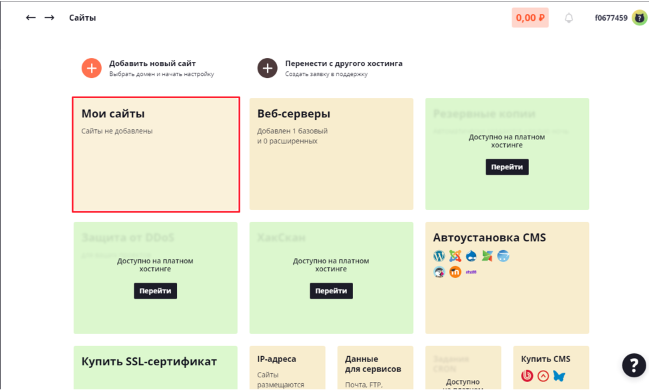 ← → Сайты
0,00 ₽
f0677459
Добавить новый сайт
Выбрать домен и начать настройку
Перенести с другого хостинга
Создать заявку в поддержку
Мои сайты
Сайты не добавлены
Веб-серверы
Добавлен 1 базовый
и 0 расширенных
Резервные копии
Доступно на платном
хостинге
Перейти
Защита от DDoS
Доступно на платном
хостинге
Перейти
ХакСкан
Доступно на платном
хостинге
Перейти
Автоустановка CMS
Купить SSL-сертификат
IP-адреса
Сайты
размещаются
Данные
для сервисов
Почта, FTP,
Задания
CRON
Доступно
на платном
Купить CMS
?